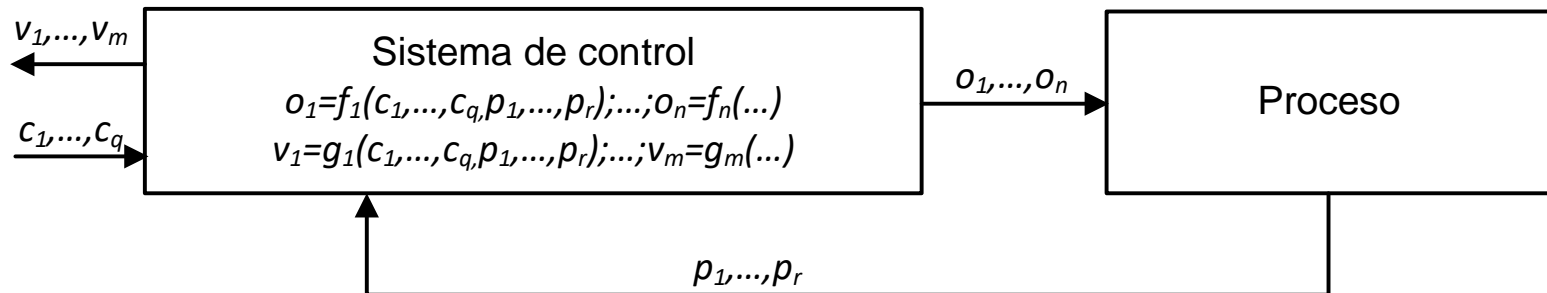 v1,...,vm
c1,...,cq
Sistema de control
o1=f1(c1,...,cq,p1,...,pr);...;on=fn(...)
v1=g1(c1,...,cq,p1,...,pr);...;vm=gm(...)
o1,...,on
Proceso
p1,...,pr